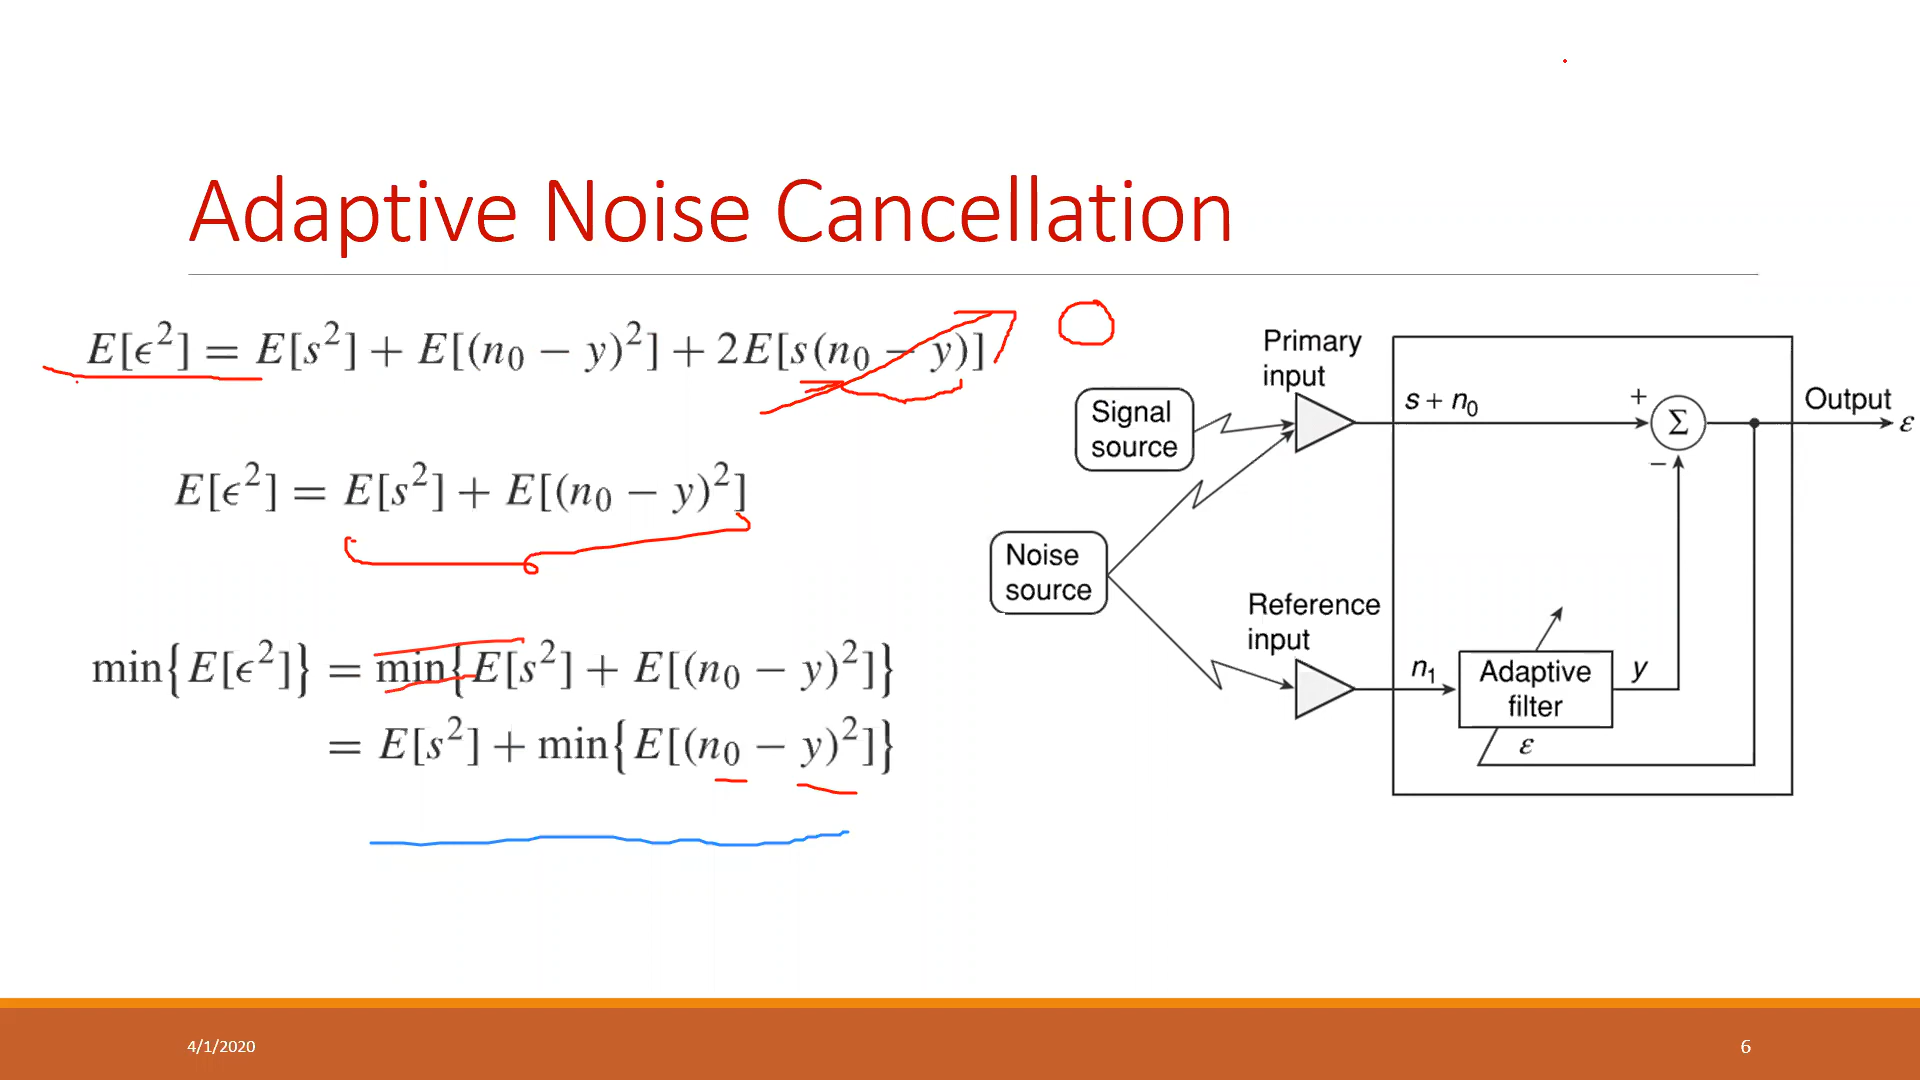 Adaptive Noise Cancellation
E[ϵ²] = E[s²] + E[(n₀ − y)²] + 2E[s(n₀ − y)]
0
E[ϵ²] = E[s²] + E[(n₀ − y)²]
min{E[ϵ²]} = min{E[s²] + E[(n₀ − y)²]}
= E[s²] + min{E[(n₀ − y)²]}
Primary
input
Signal
source
s + n₀
+
Σ
−
Output
ε
Noise
source
Reference
input
n₁
Adaptive
filter
y
ε
4/1/2020
6